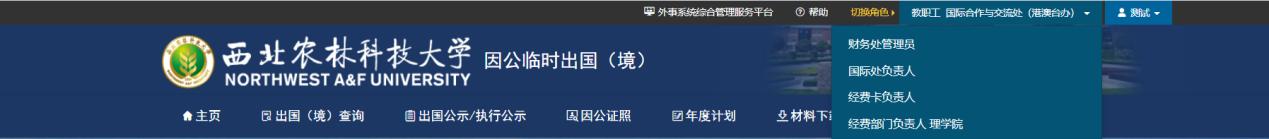 外事系统综合管理服务平台 帮助 切换角色 教职工 国际合作与交流处（港澳台办） 测试
财务处管理员
西北农林科技大学 因公临时出国（境）
NORTHWEST A&F UNIVERSITY
国际处负责人
经费卡负责人
主页 出国（境）查询 出国公示/执行公示 因公证照 年度计划 材料下
经费部门负责人 理学院